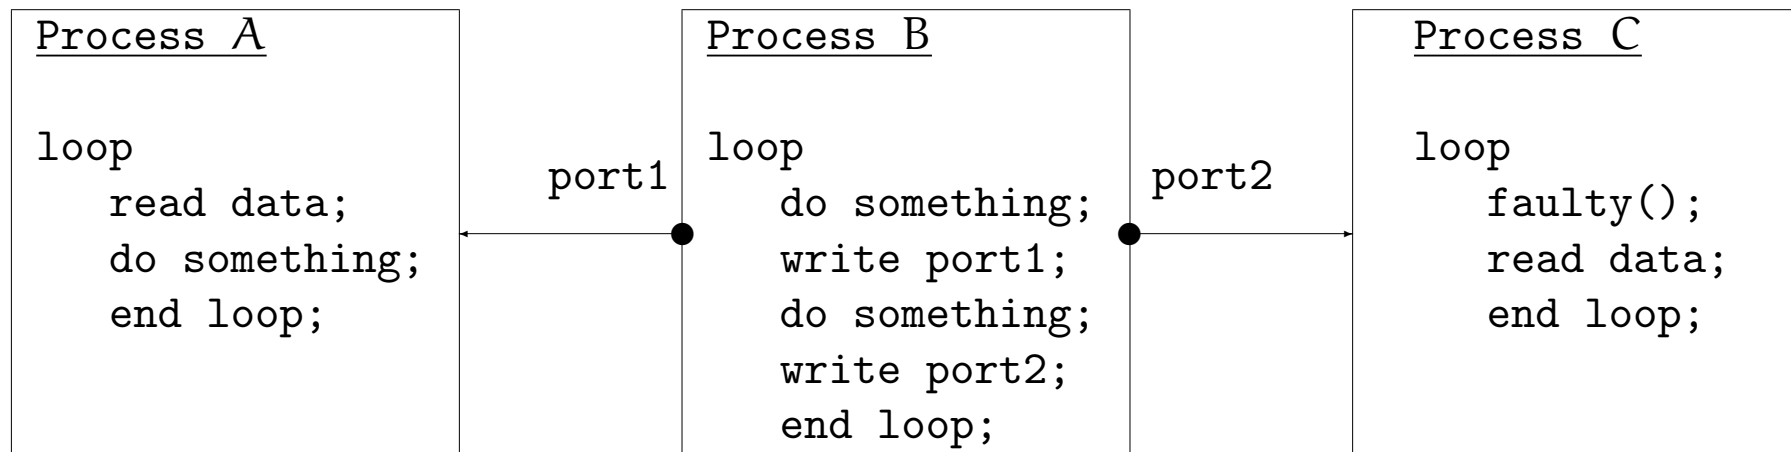 Process A
loop
read data;
do something;
end loop;
port1
Process B
loop
do something;
write port1;
do something;
write port2;
end loop;
port2
Process C
loop
faulty();
read data;
end loop;